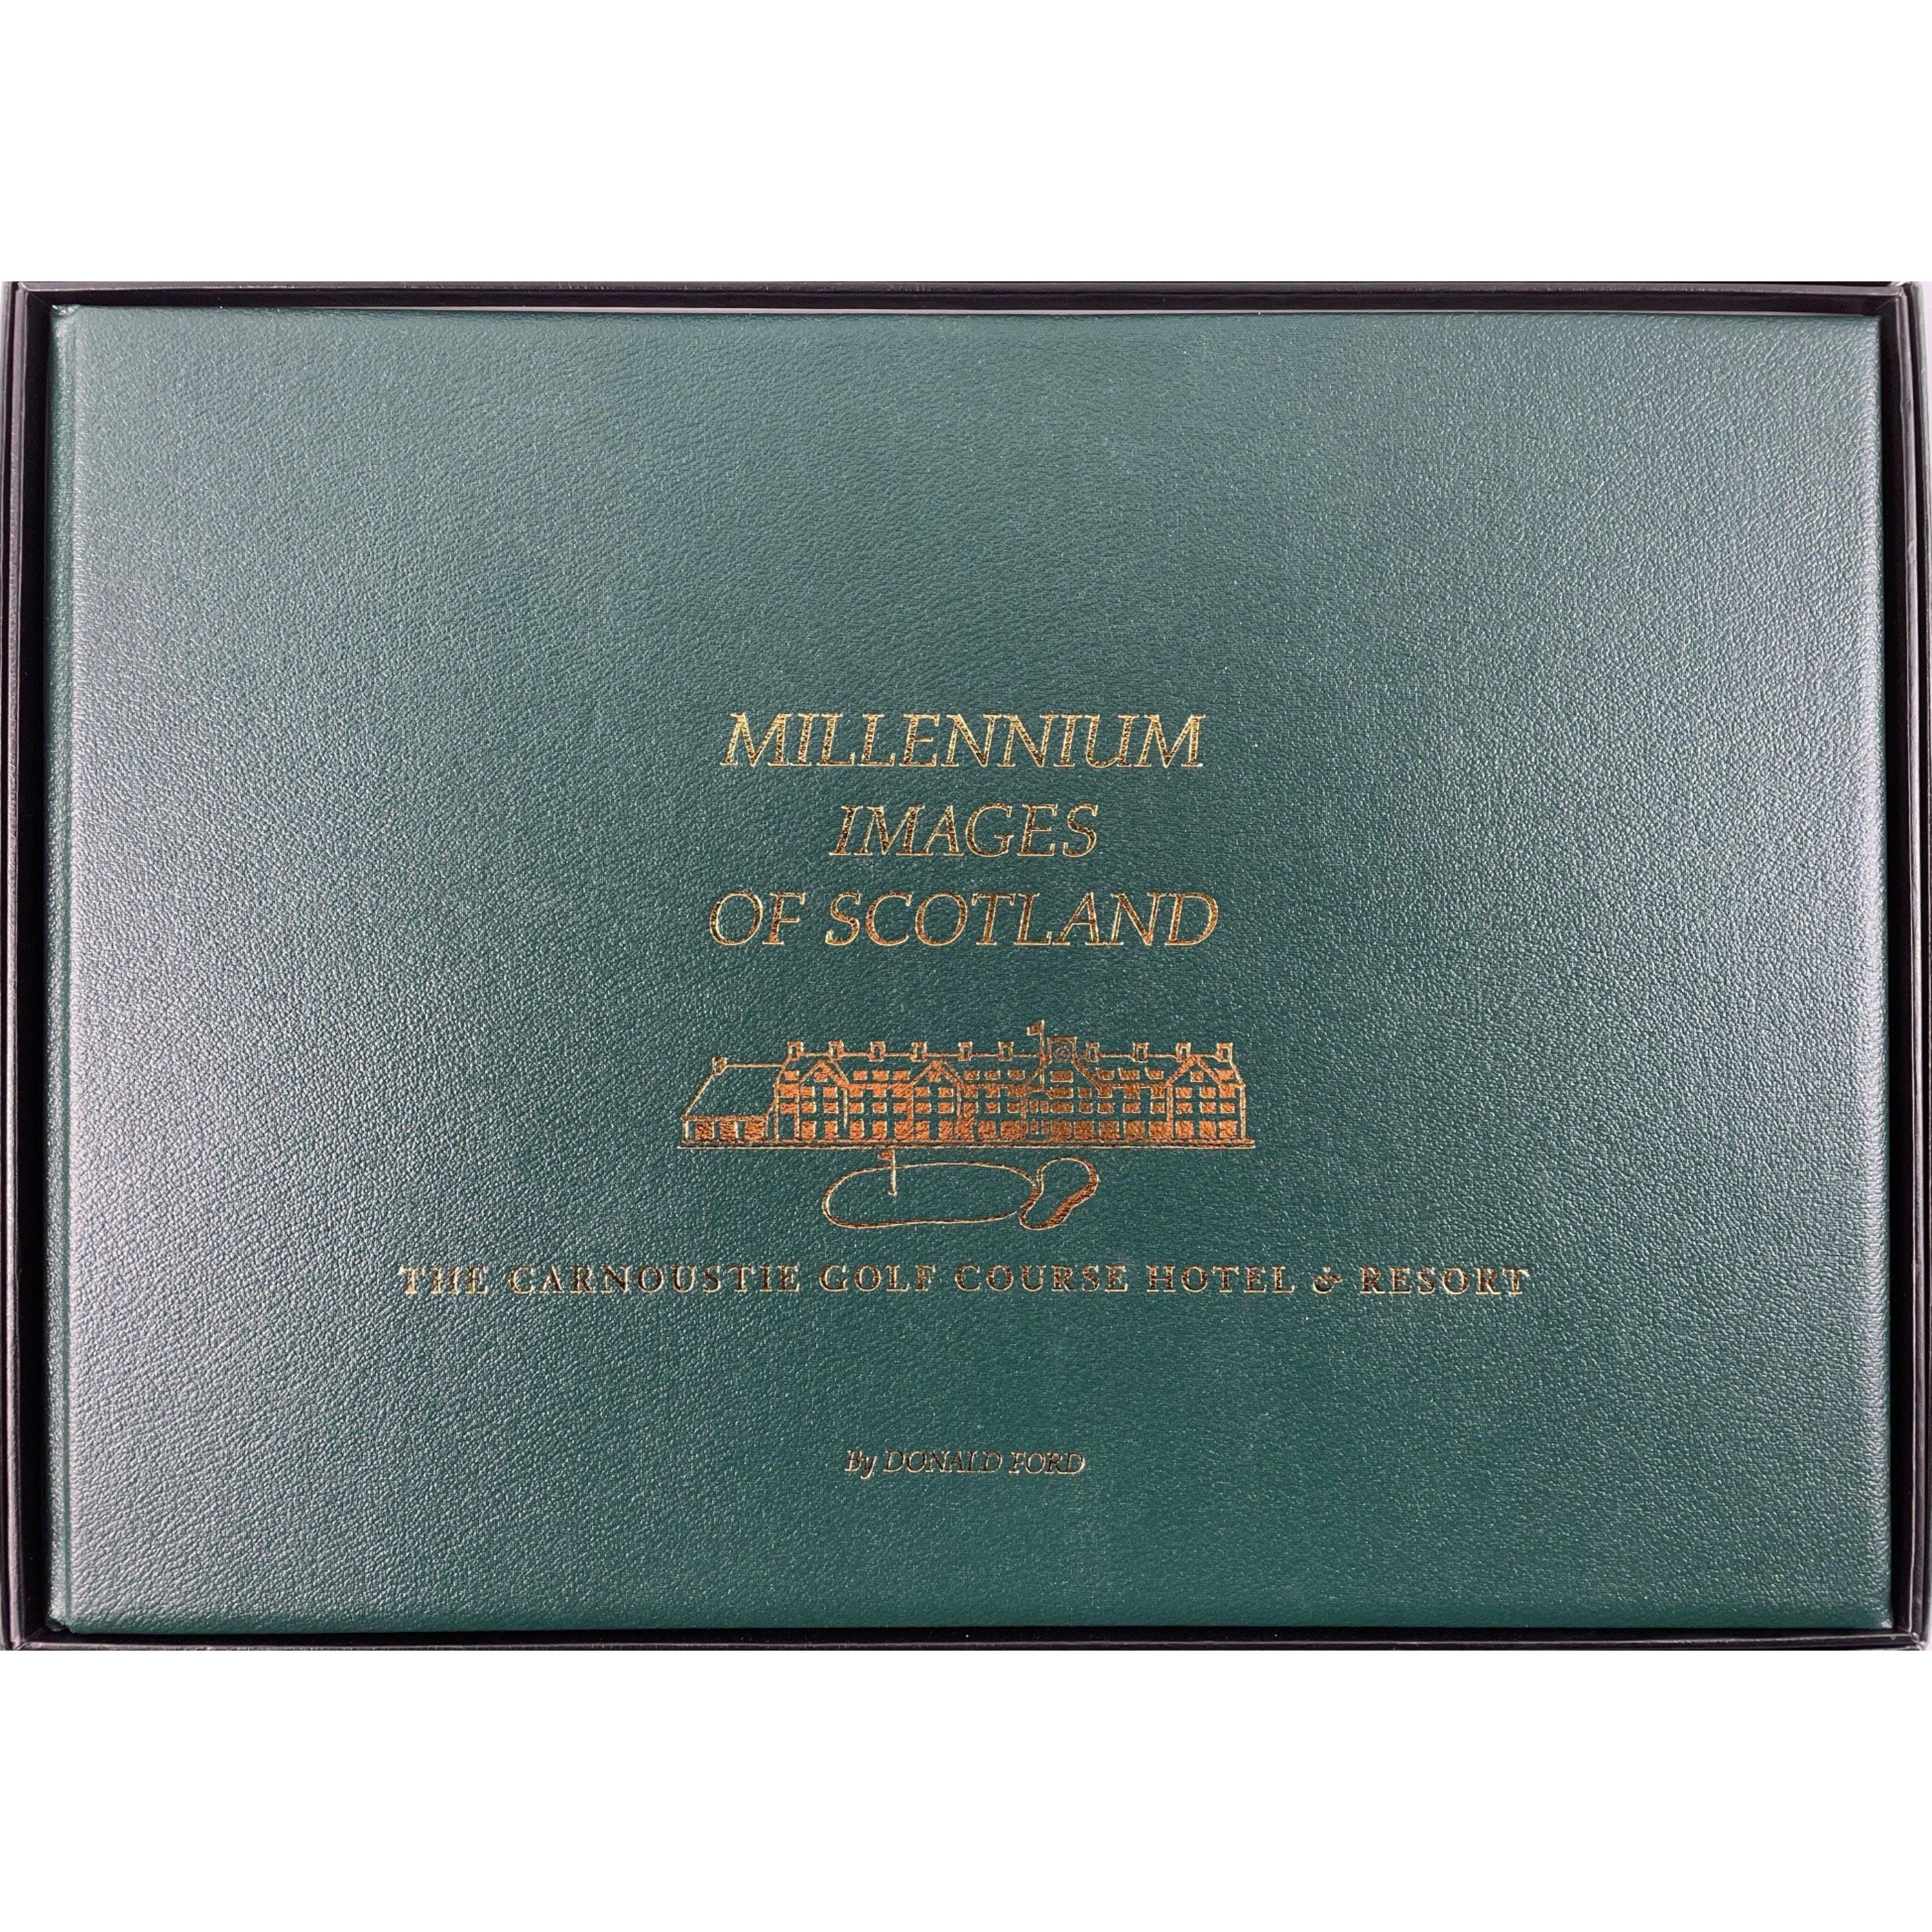 MILLENNIUM
IMAGES
OF SCOTLAND
THE CARNOUSTIE GOLF COURSE HOTEL & RESORT
By DONALD FORD